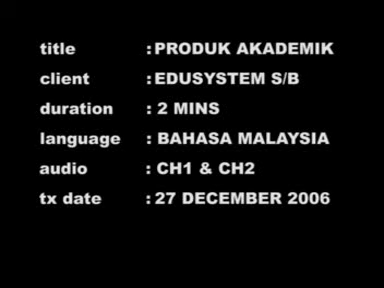 title : PRODUK AKADEMIK
client : EDUSYSTEM S/B
duration : 2 MINS
language : BAHASA MALAYSIA
audio : CH1 & CH2
tx date : 27 DECEMBER 2006